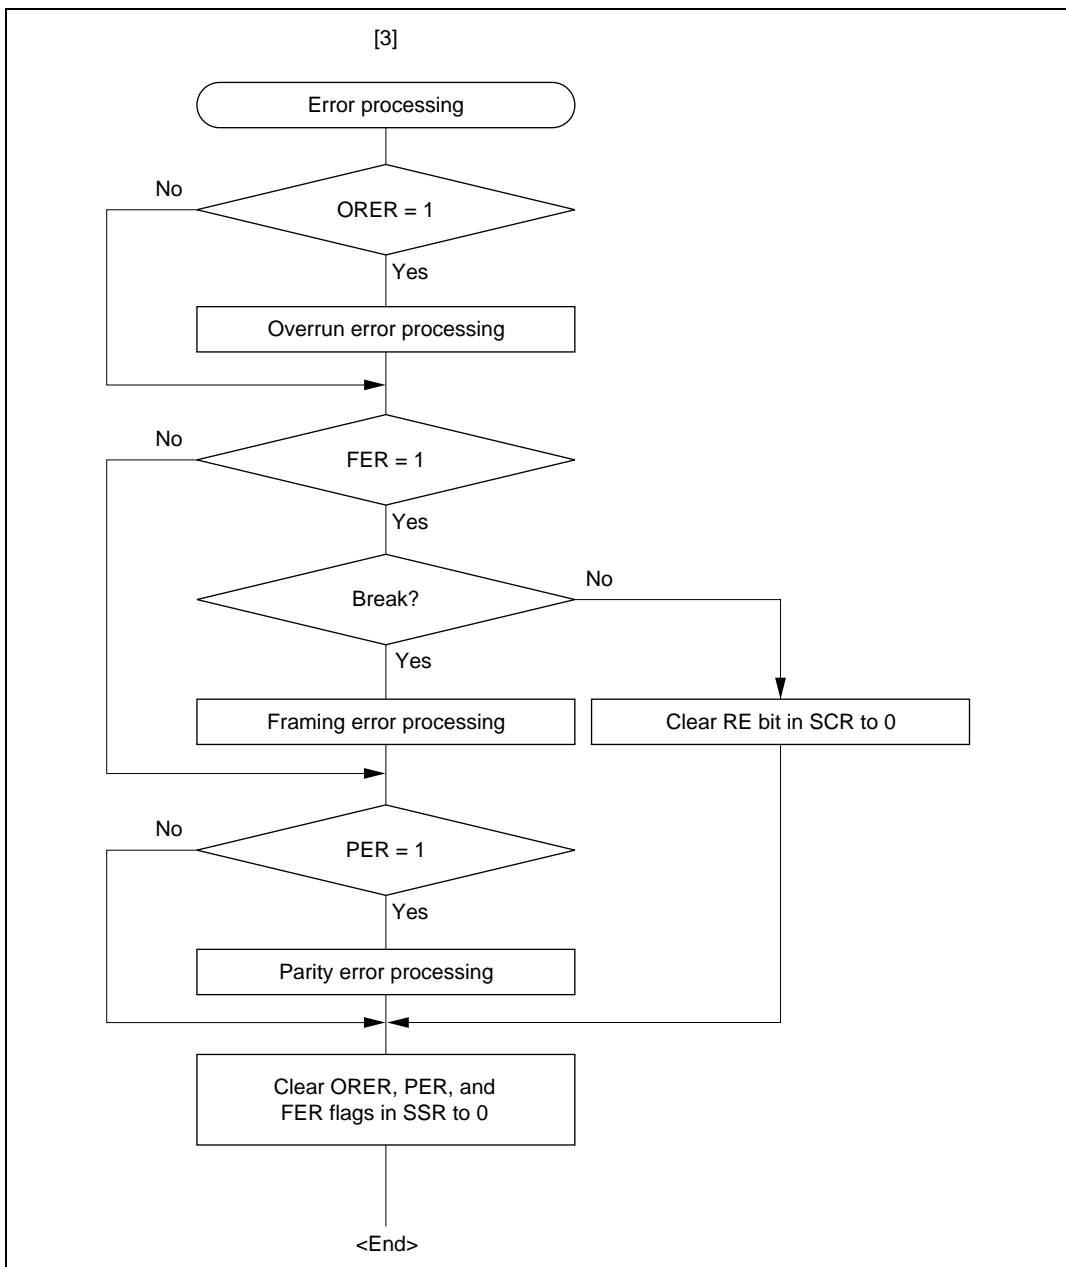 [3]
Error processing
No
ORER = 1
Yes
Overrun error processing
No
FER = 1
Yes
Break?
No
Yes
Framing error processing
Clear RE bit in SCR to 0
No
PER = 1
Yes
Parity error processing
Clear ORER, PER, and
FER flags in SSR to 0
<End>